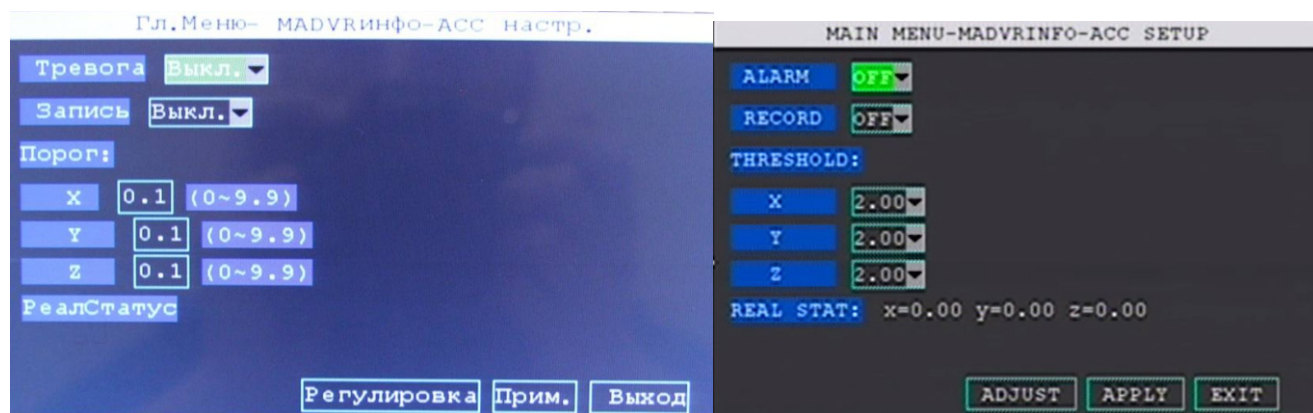 Гл.Меню- MADVRинфо-ACC настр.
Тревога Выкл.
Запись Выкл.
Порог:
X 0.1 (0~9.9)
Y 0.1 (0~9.9)
Z 0.1 (0~9.9)
РеалСтатус
Регулировка Прим. Выход
MAIN MENU-MADVRINFO-ACC SETUP
ALARM OFF
RECORD OFF
THRESHOLD:
X 2.00
Y 2.00
Z 2.00
REAL STAT: x=0.00 y=0.00 z=0.00
ADJUST APPLY EXIT